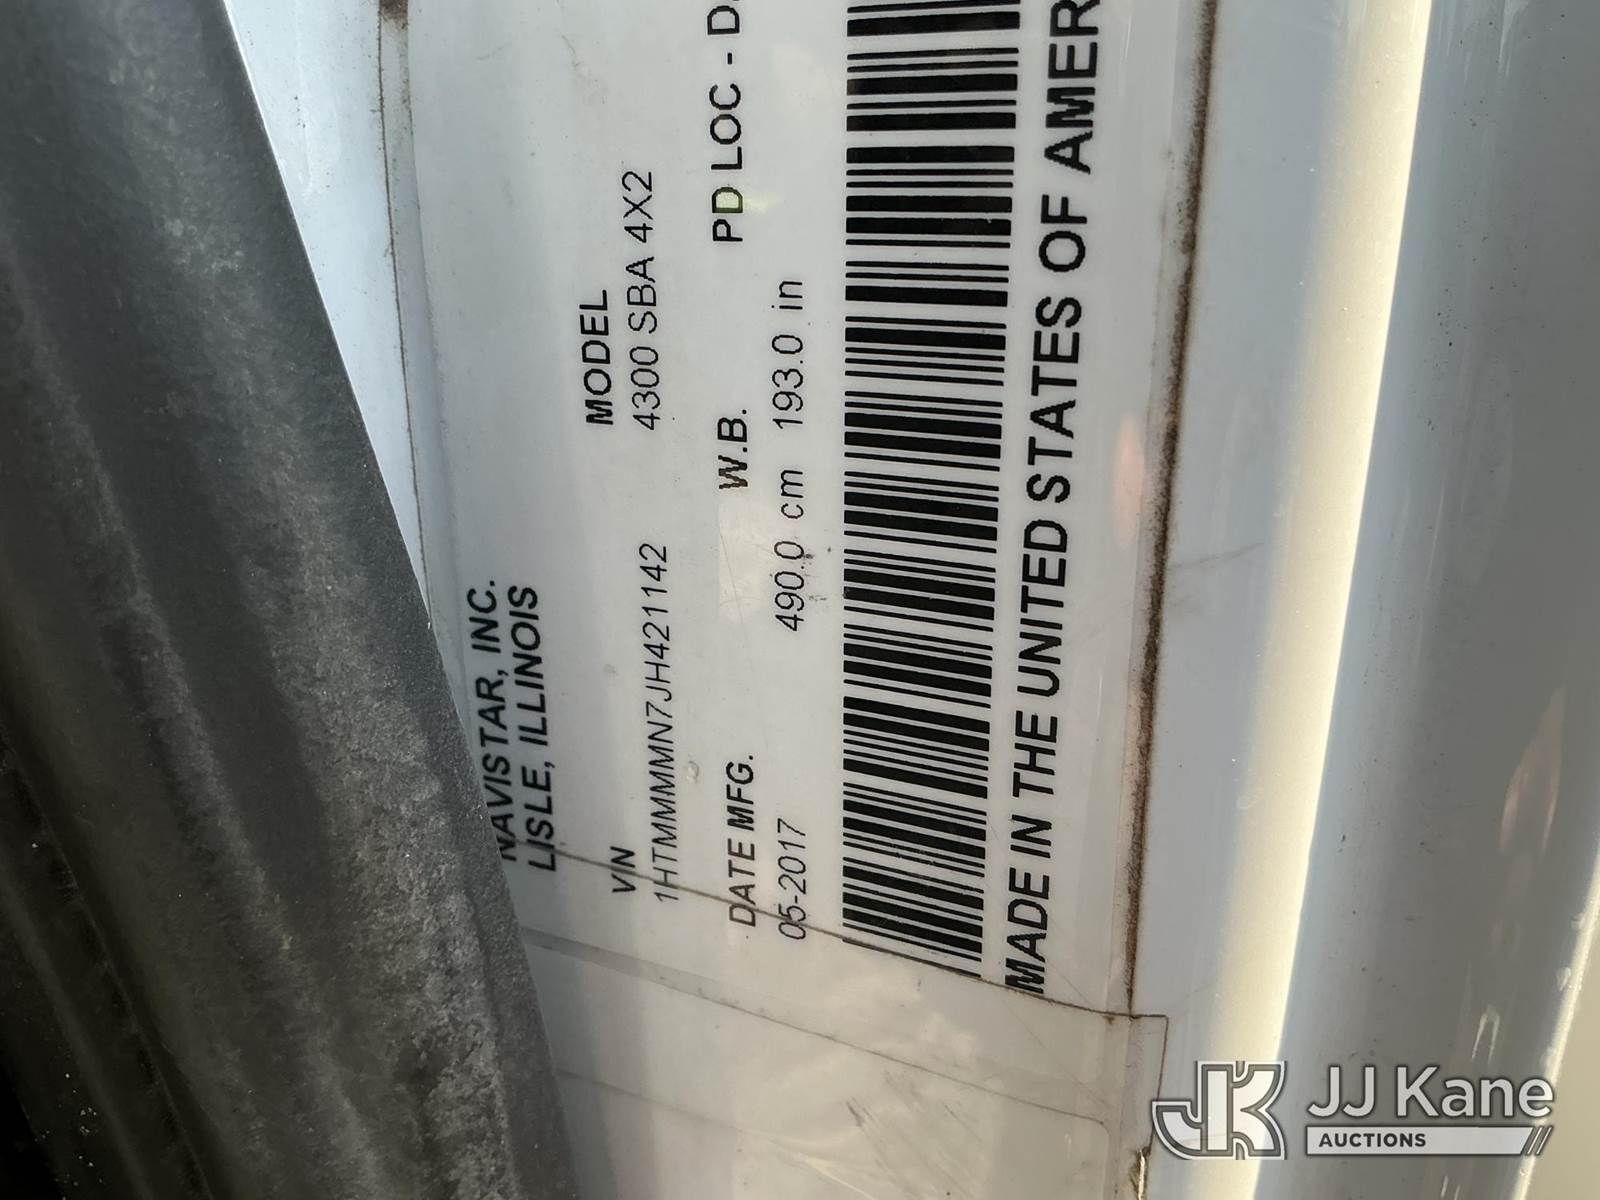 NAVISTAR, INC.
LISLE, ILLINOIS
VIN MODEL
1HTMMMMN7JH421142 4300 SBA 4X2
DATE MFG. W.B. PD LOC -
05-2017 490.0 cm 193.0 in
MADE IN THE UNITED STATES OF
JK JJ Kane
AUCTIONS